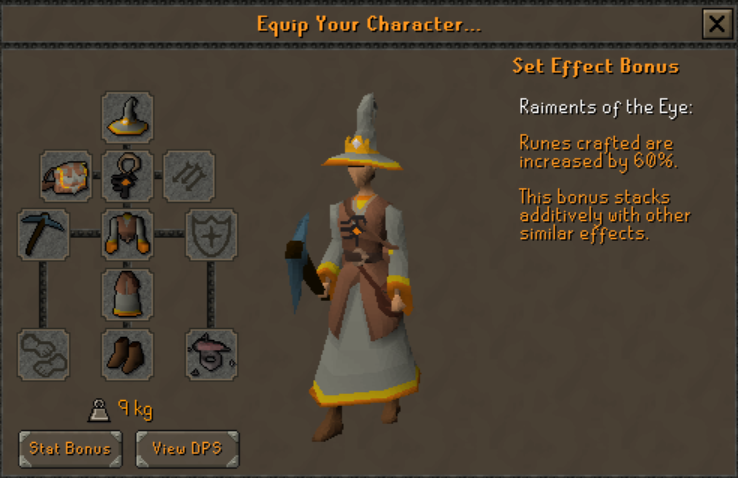 Equip Your Character...
Set Effect Bonus
Raiments of the Eye:
Runes crafted are
increased by 60%.
This bonus stacks
additively with other
similar effects.
9 kg
Stat Bonus
View DPS